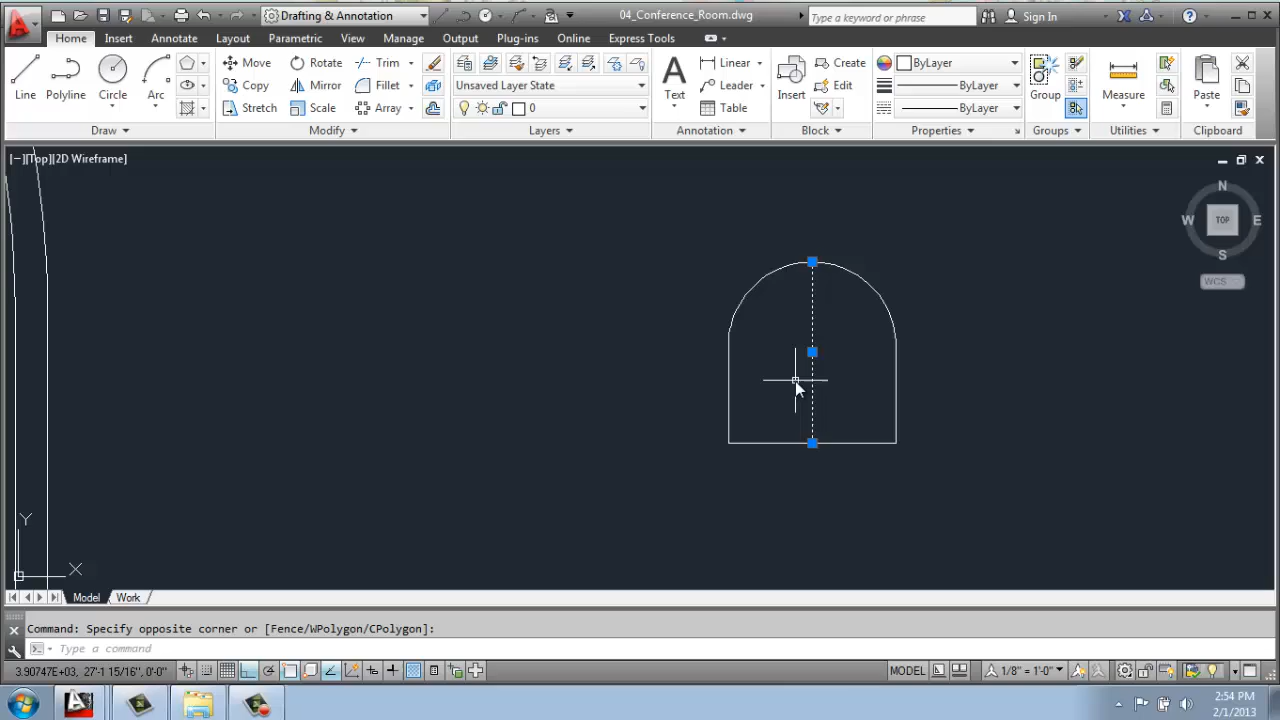 Drafting & Annotation
04_Conference_Room.dwg
Type a keyword or phrase
Sign In
Home Insert Annotate Layout Parametric View Manage Output Plug-ins Online Express Tools
Line
Polyline
Circle
Arc
Move Rotate Trim
Copy Mirror Fillet
Stretch Scale Array
Unsaved Layer State
0
Text
Linear
Leader
Table
Insert
Create
Edit
ByLayer
ByLayer
ByLayer
Group
Measure
Paste
Draw Modify Layers Annotation Block Properties Groups Utilities Clipboard
[−][Top][2D Wireframe]
N
W TOP E
S
WCS
Y
X
Model Work
Command: Specify opposite corner or [Fence/WPolygon/CPolygon]:
Type a command
3.90747E+03, 27'-1 15/16", 0'-0"
MODEL
1/8" = 1'-0"
2:54 PM
2/1/2013